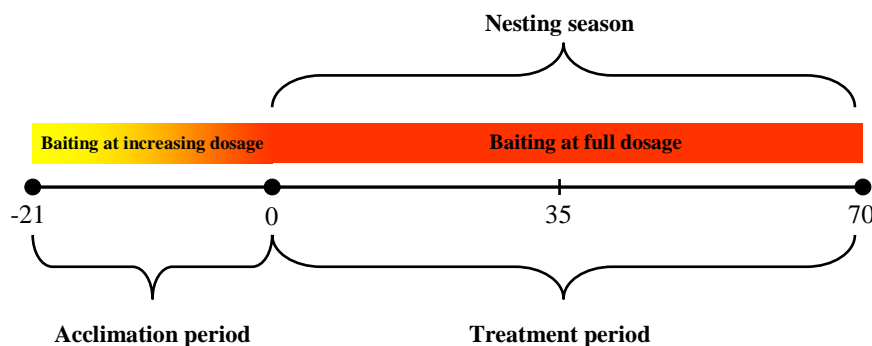 Nesting season
Baiting at increasing dosage
Baiting at full dosage
-21
0
35
70
Acclimation period
Treatment period